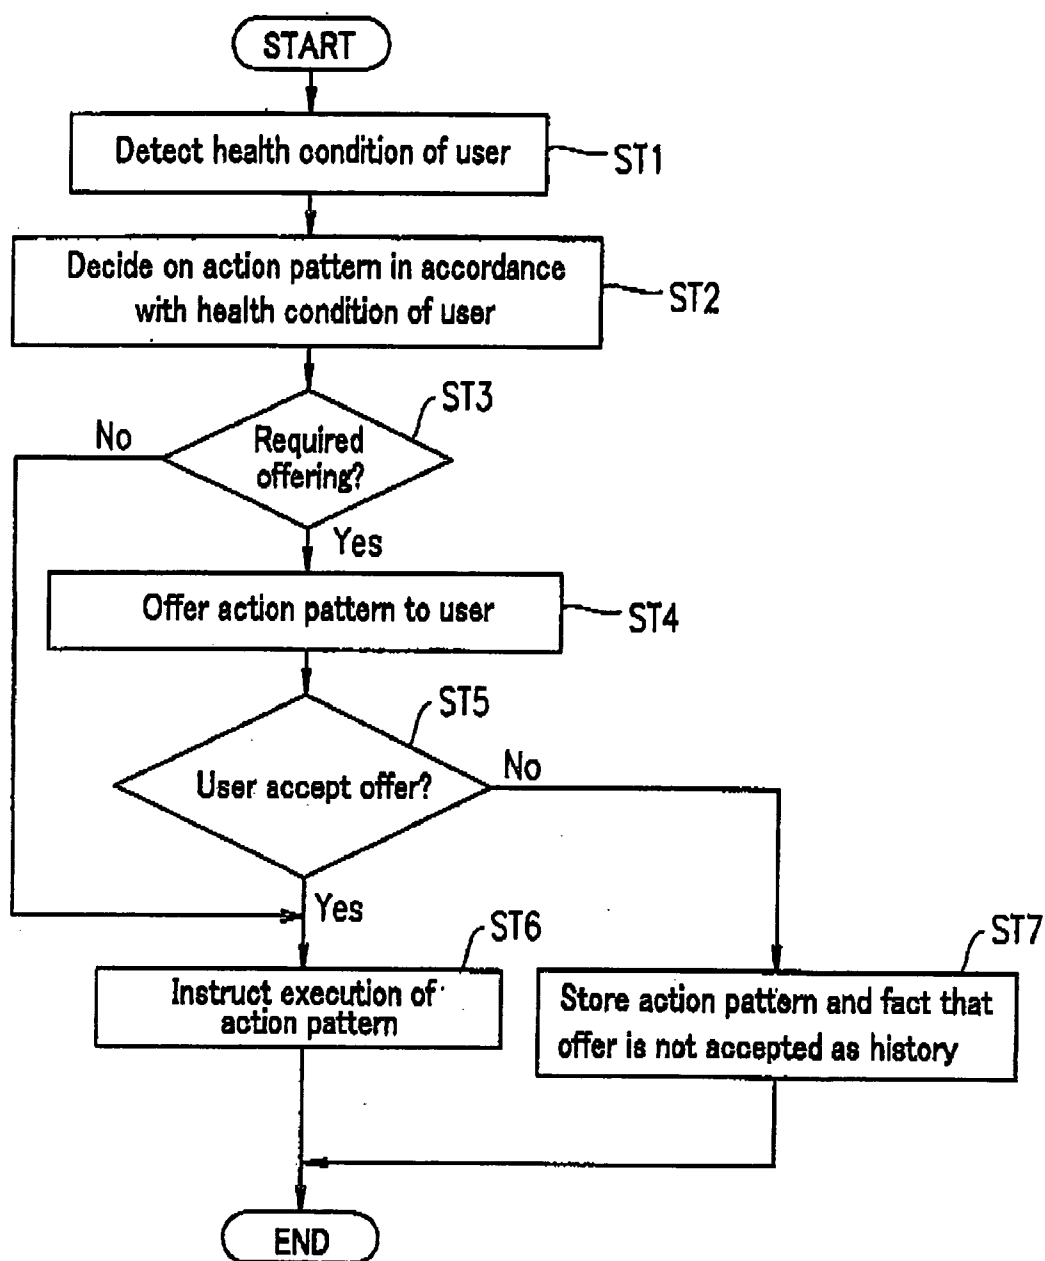 START
Detect health condition of user
ST1
Decide on action pattern in accordance
with health condition of user
ST2
ST3
No
Required
offering?
Yes
Offer action pattern to user
ST4
ST5
User accept offer?
No
Yes
ST6
Instruct execution of
action pattern
ST7
Store action pattern and fact that
offer is not accepted as history
END